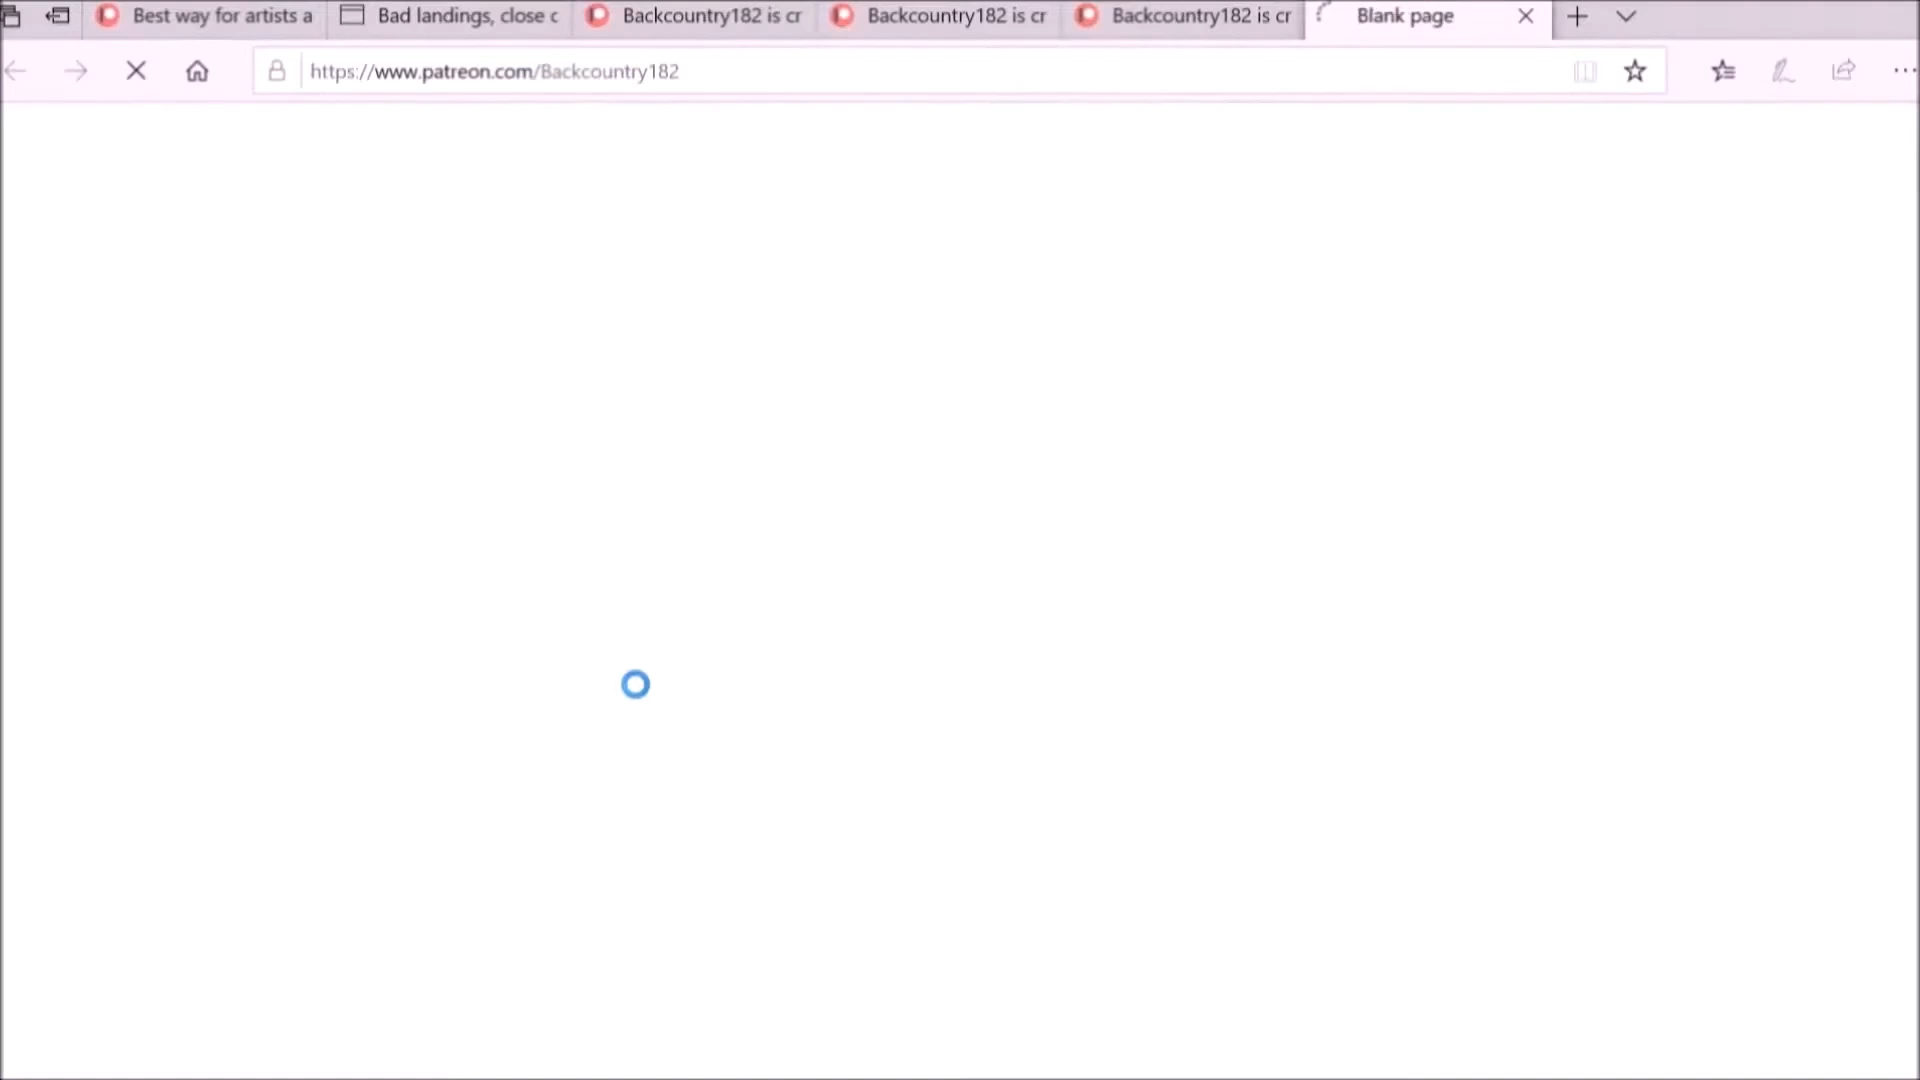 Best way for artists a
Bad landings, close c
Backcountry182 is cr
Backcountry182 is cr
Backcountry182 is cr
Blank page
https://www.patreon.com/Backcountry182